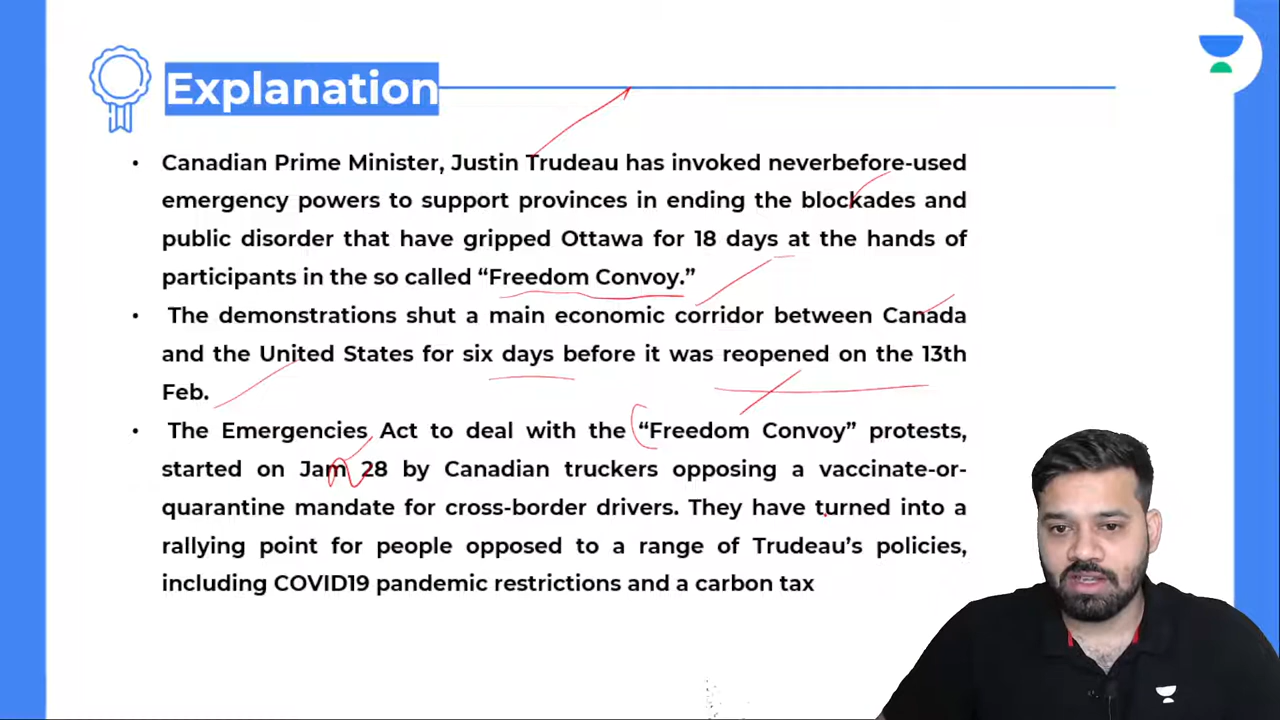 Explanation
• Canadian Prime Minister, Justin Trudeau has invoked neverbefore-used
emergency powers to support provinces in ending the blockades and
public disorder that have gripped Ottawa for 18 days at the hands of
participants in the so called “Freedom Convoy.”
• The demonstrations shut a main economic corridor between Canada
and the United States for six days before it was reopened on the 13th
Feb.
• The Emergencies Act to deal with the “Freedom Convoy” protests,
started on Jam 28 by Canadian truckers opposing a vaccinate-or-
quarantine mandate for cross-border drivers. They have turned into a
rallying point for people opposed to a range of Trudeau’s policies,
including COVID19 pandemic restrictions and a carbon tax